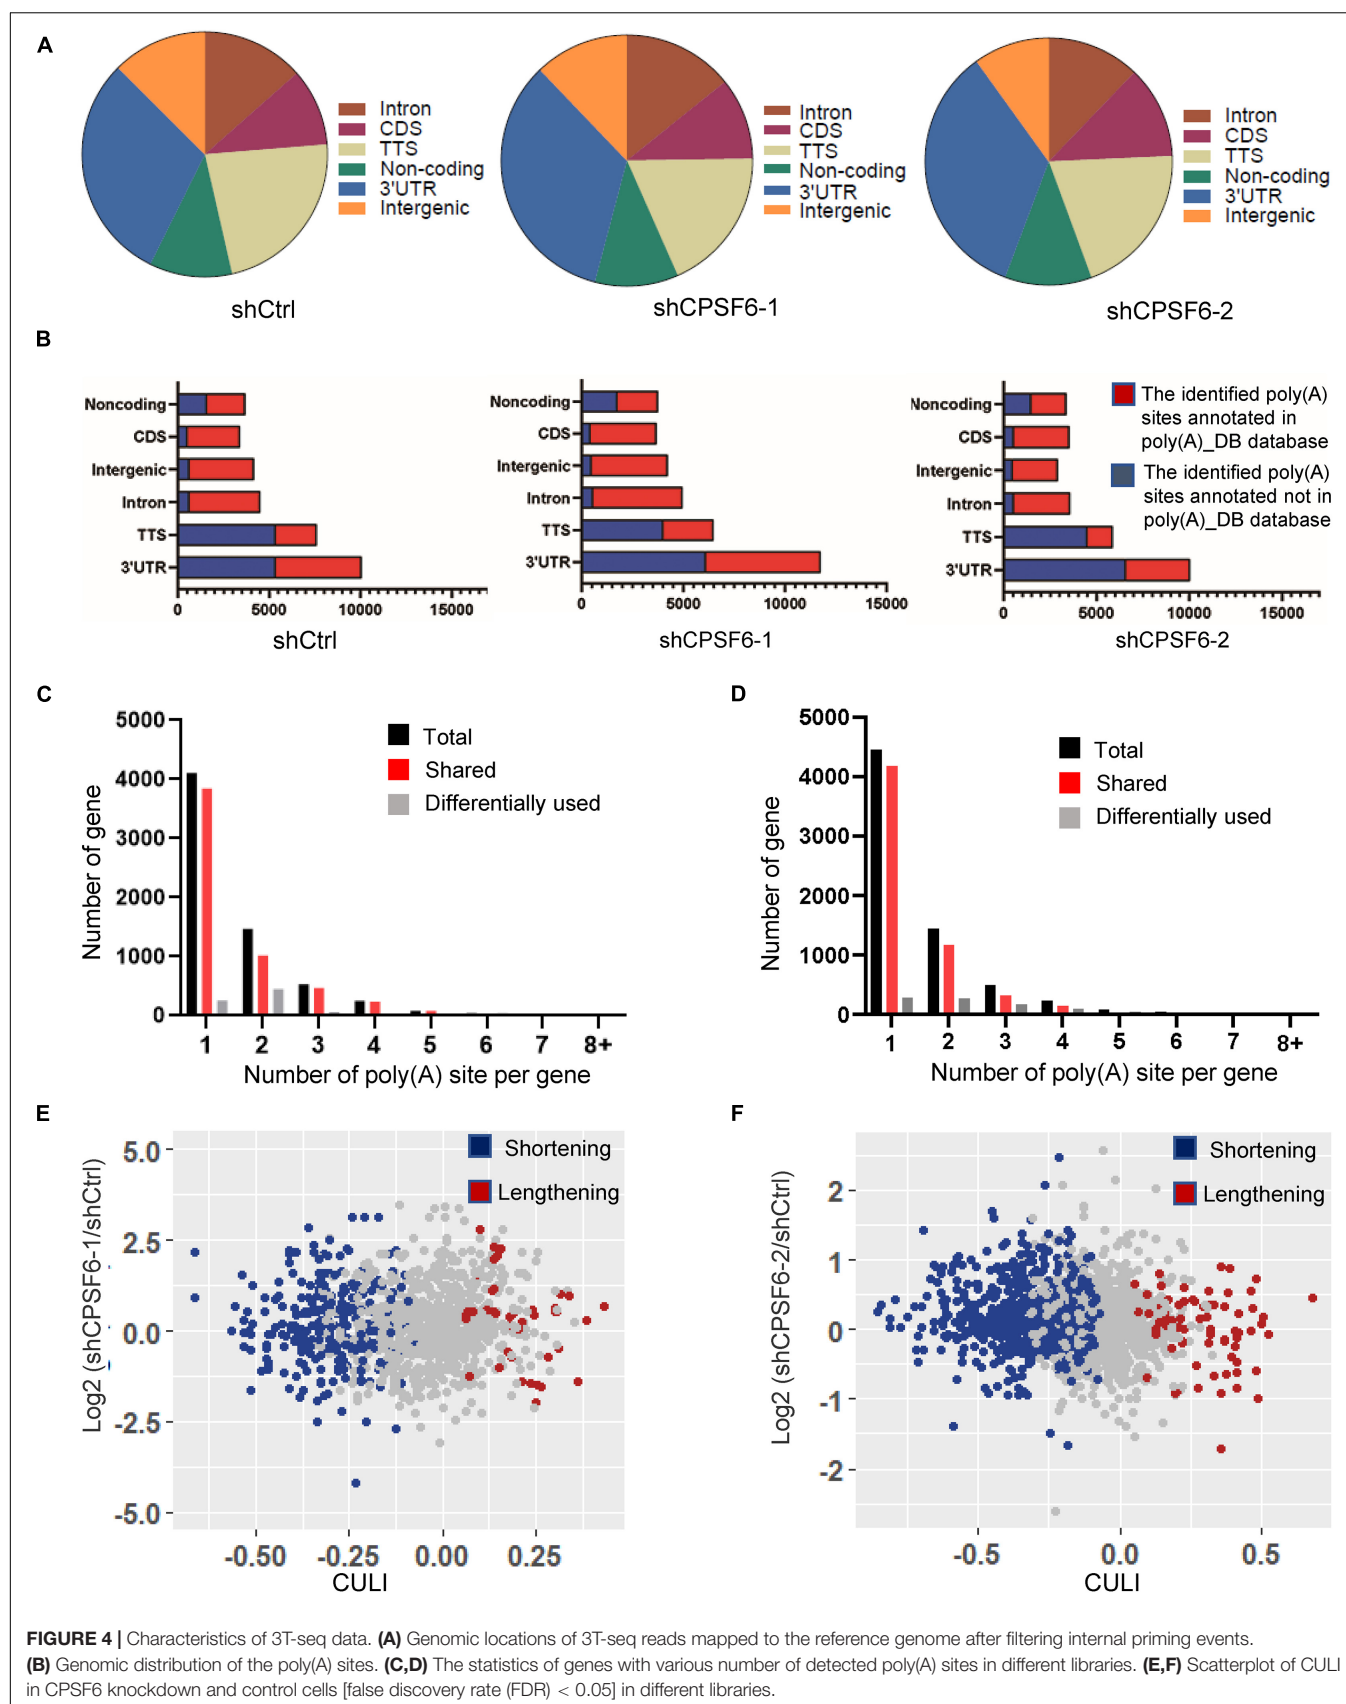 A
Intron
CDS
TTS
Non-coding
3'UTR
Intergenic
shCtrl
Intron
CDS
TTS
Non-coding
3'UTR
Intergenic
shCPSF6-1
Intron
CDS
TTS
Non-coding
3'UTR
Intergenic
shCPSF6-2
B
Noncoding
CDS
Intergenic
Intron
TTS
3'UTR
0 5000 10000 15000
shCtrl
Noncoding
CDS
Intergenic
Intron
TTS
3'UTR
0 5000 10000 15000
shCPSF6-1
Noncoding
CDS
Intergenic
Intron
TTS
3'UTR
0 5000 10000 15000
shCPSF6-2
The identified poly(A)
sites annotated in
poly(A)_DB database
The identified poly(A)
sites annotated not in
poly(A)_DB database
C
Number of gene
5000
4000
3000
2000
1000
0
Total
Shared
Differentially used
1 2 3 4 5 6 7 8+
Number of poly(A) site per gene
D
Number of gene
5000
4000
3000
2000
1000
0
Total
Shared
Differentially used
1 2 3 4 5 6 7 8+
Number of poly(A) site per gene
E
Log2 (shCPSF6-1/shCtrl)
5.0
2.5
0.0
-2.5
-5.0
Shortening
Lengthening
-0.50 -0.25 0.00 0.25
CULI
F
Log2 (shCPSF6-2/shCtrl)
2
1
0
-1
-2
Shortening
Lengthening
-0.5 0.0 0.5
CULI
FIGURE 4 | Characteristics of 3T-seq data. (A) Genomic locations of 3T-seq reads mapped to the reference genome after filtering internal priming events.
(B) Genomic distribution of the poly(A) sites. (C,D) The statistics of genes with various number of detected poly(A) sites in different libraries. (E,F) Scatterplot of CULI
in CPSF6 knockdown and control cells [false discovery rate (FDR) < 0.05] in different libraries.